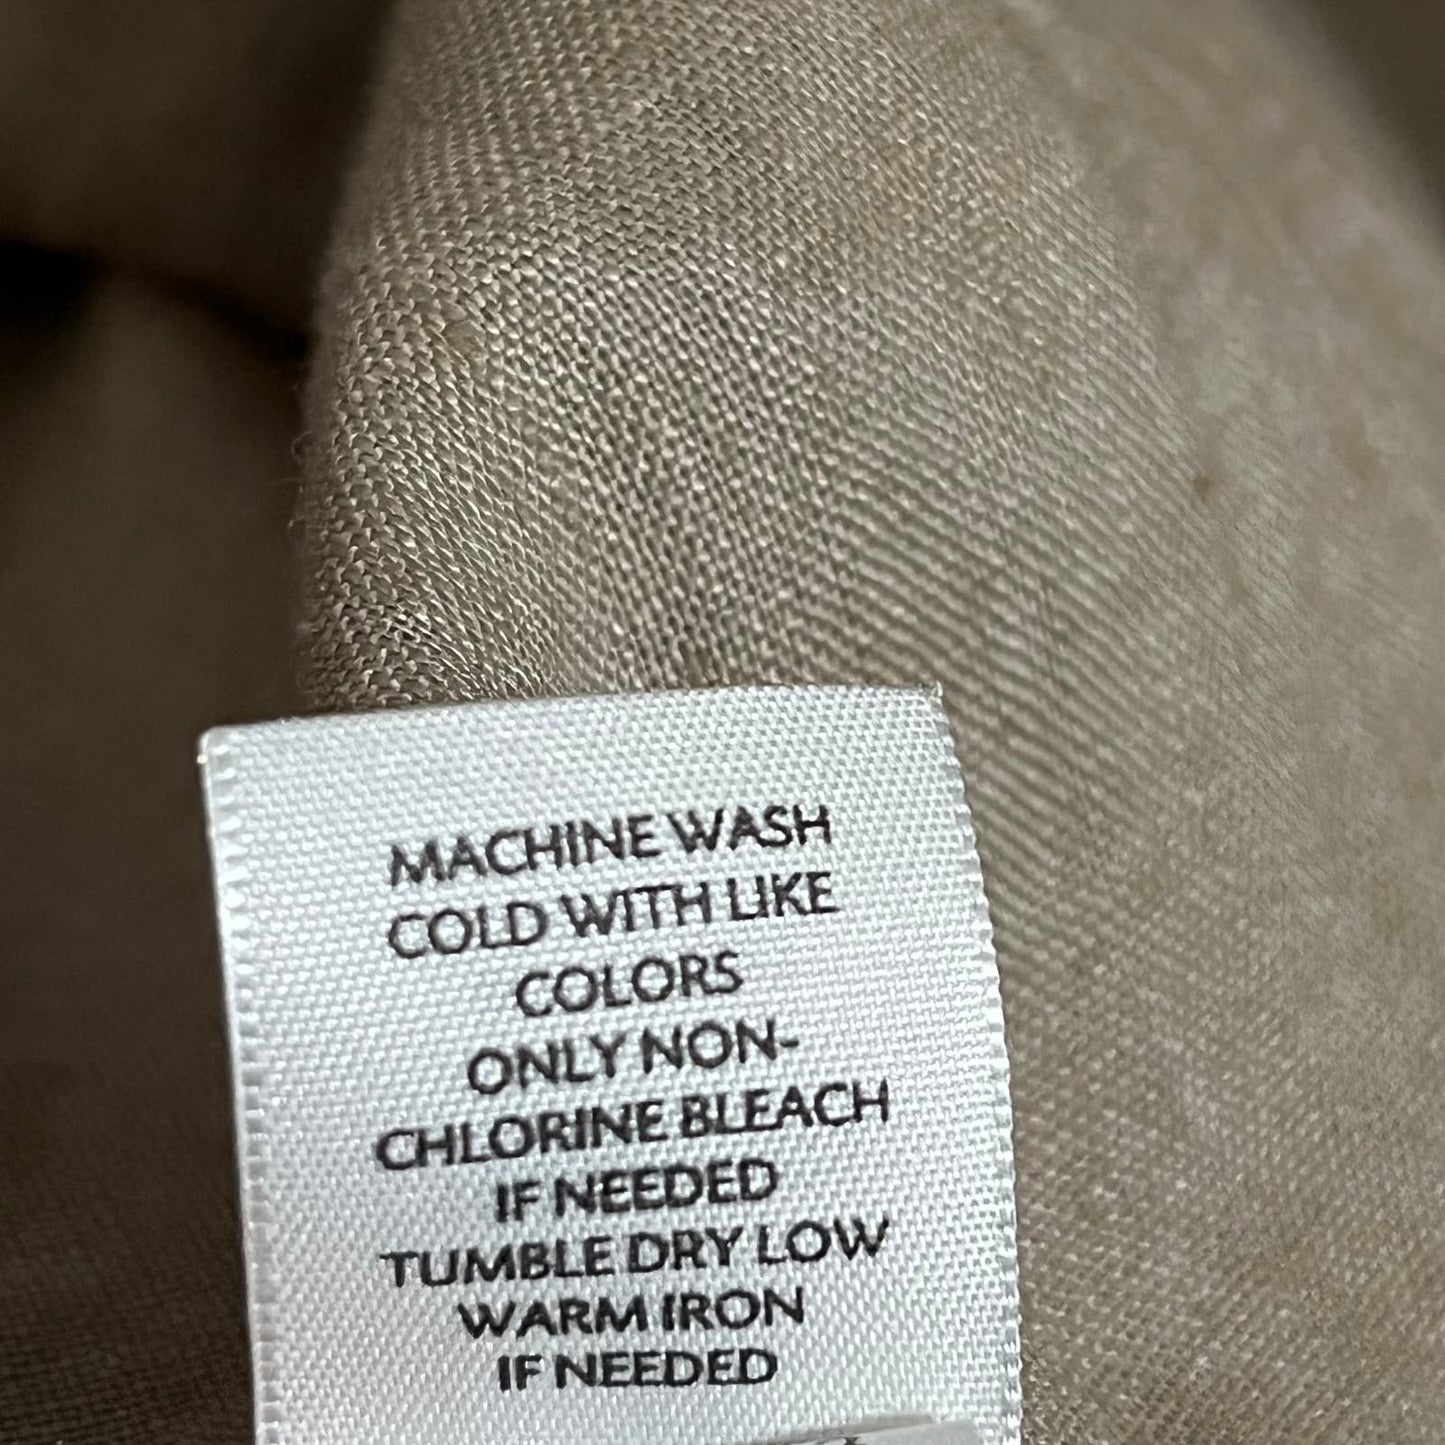 MACHINE WASH
COLD WITH LIKE
COLORS
ONLY NON-
CHLORINE BLEACH
IF NEEDED
TUMBLE DRY LOW
WARM IRON
IF NEEDED